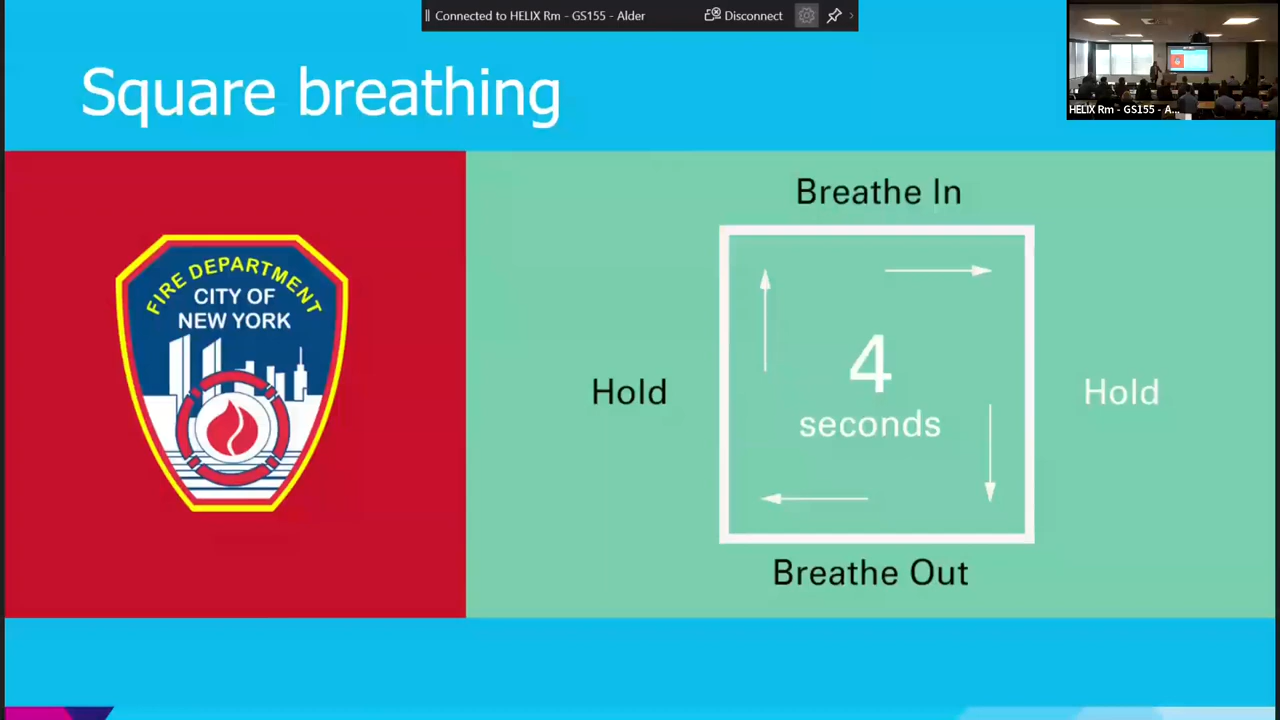 Connected to HELIX Rm - GS155 - Alder
Disconnect
HELIX Rm - GS155 - A...
Square breathing
FIRE DEPARTMENT
CITY OF
NEW YORK
Breathe In
Hold
4
seconds
Hold
Breathe Out